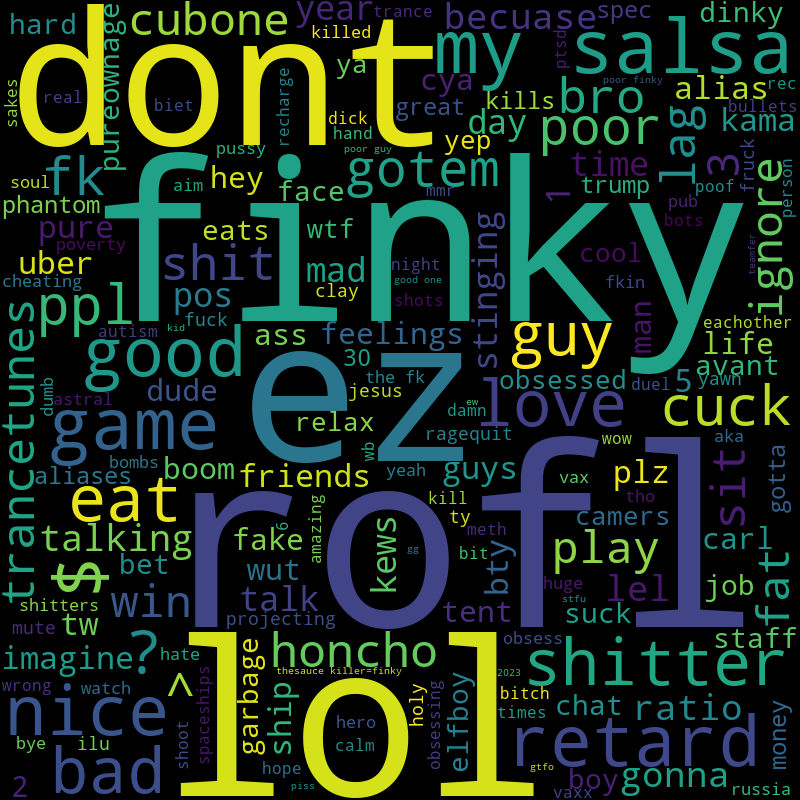 hard
pureownage
cubone
year
trance
killed
becuase
spec
dinky
dont
my
salsa
ptsd
ya
cya
poor finky
rec
sakes
real
biet
recharge
great
kills
bro
alias
bullets
dick
hand
day
poor
lag
kama
fk
pussy
poor guy
yep
gotem
time
3
fruck
soul
aim
hey
face
mmr
trump
1
poof
person
phantom
finky
pub
ignore
pure
eats
wtf
stinging
cool
bots
poverty
uber
shit
mad
night
good one
fkin
man
teamfer
cheating
ppl
pos
clay
shots
trancetunes
autism
fuck
kid
ass
feelings
guy
eachother
life
good
30
the fk
obsessed
duel
5
yawn
avant
dumb
dude
ez
jesus
astral
relax
damn
ew
love
cuck
game
ragequit
wow
aka
bombs
wb
aliases
boom
friends
yeah
guys
vax
plz
sit
gotta
eat
rofl
kill
tho
amazing
6
ty
meth
camers
talking
fake
kews
gg
bit
bty
play
carl
$
bet
wut
huge
lel
job
fat
shitters
win
talk
stfu
mute
tw
projecting
tent
suck
staff
imagine
?
hate
garbage
honcho
obsess
shitter
wrong
watch
^
thesauce killer=finky
2023
nice
lol
ship
holy
elfboy
bitch
chat
ratio
money
spaceships
hero
times
bye
ilu
shoot
calm
obsessing
retard
2
bad
hope
piss
gtfo
vaxx
boy
gonna
russia